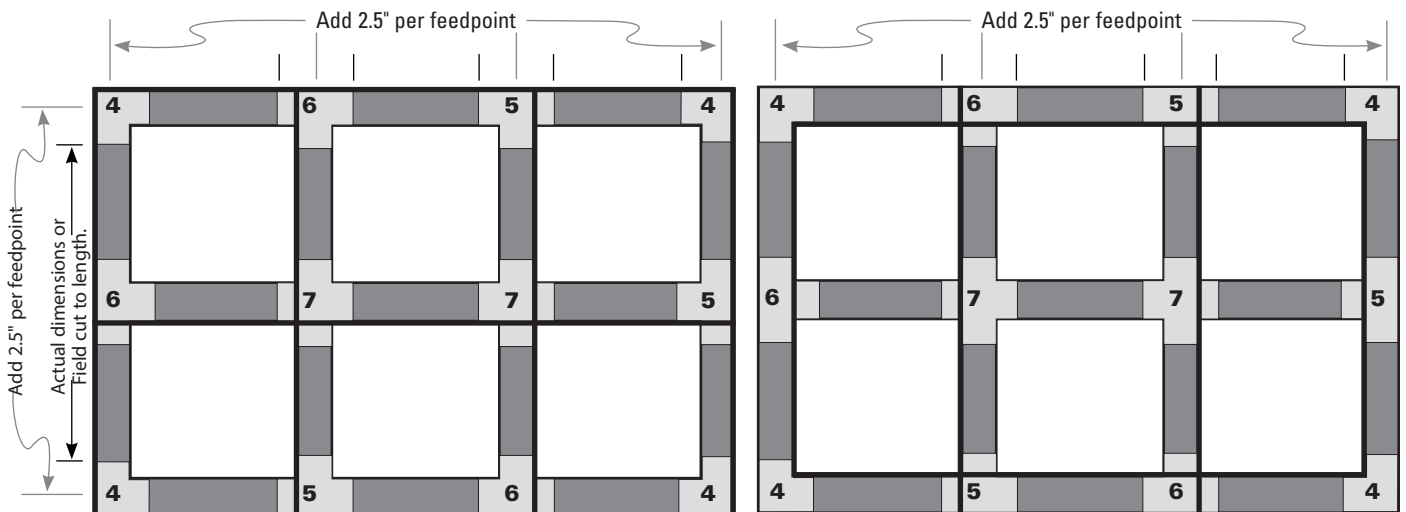 Add 2.5" per feedpoint
Add 2.5" per feedpoint
4 6 5 4
4 6 5 4
Add 2.5" per feedpoint
Actual dimensions or
Field cut to length.
6 7 7 5
6 7 7 5
4 5 6 4
4 5 6 4